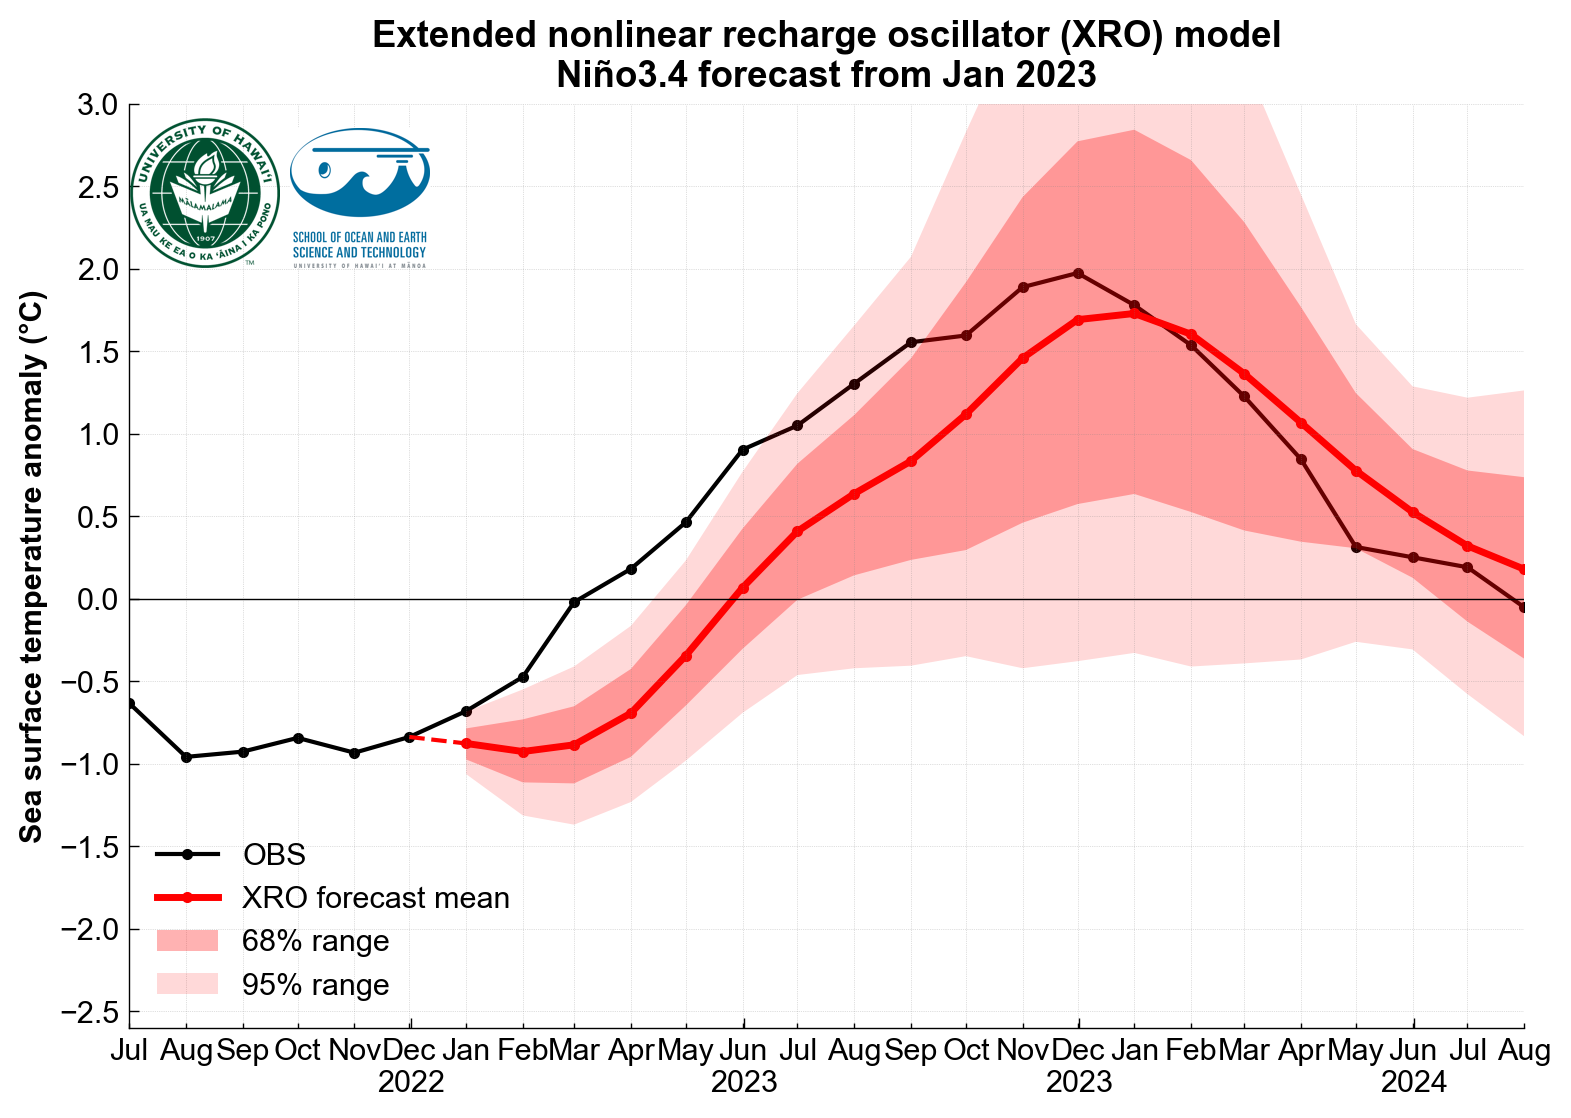 Extended nonlinear recharge oscillator (XRO) model
Niño3.4 forecast from Jan 2023
Sea surface temperature anomaly (°C)
3.0
2.5
2.0
1.5
1.0
0.5
0.0
−0.5
−1.0
−1.5
−2.0
−2.5
UNIVERSITY OF HAWAIʻI
MĀLAMALAMA
1907
UA MAU KE EA O KA ʻĀINA I KA PONO
TM
SCHOOL OF OCEAN AND EARTH
SCIENCE AND TECHNOLOGY
UNIVERSITY OF HAWAIʻI AT MĀNOA
OBS
XRO forecast mean
68% range
95% range
Jul Aug Sep Oct Nov Dec Jan Feb Mar Apr May Jun Jul Aug Sep Oct Nov Dec Jan Feb Mar Apr May Jun Jul Aug
2022 2023 2023 2024